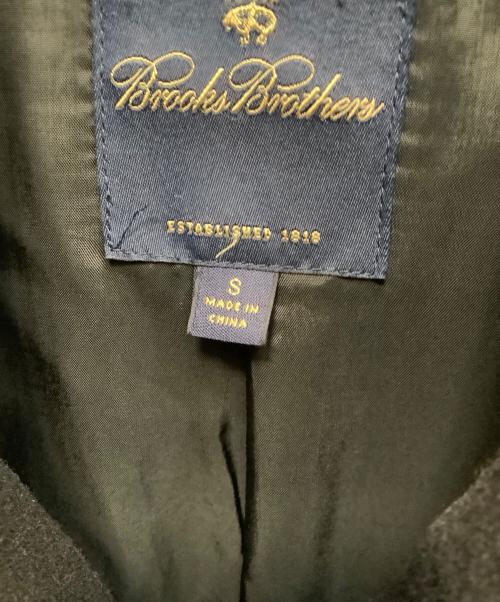 Brooks Brothers
ESTABLISHED 1818
S
MADE IN
CHINA